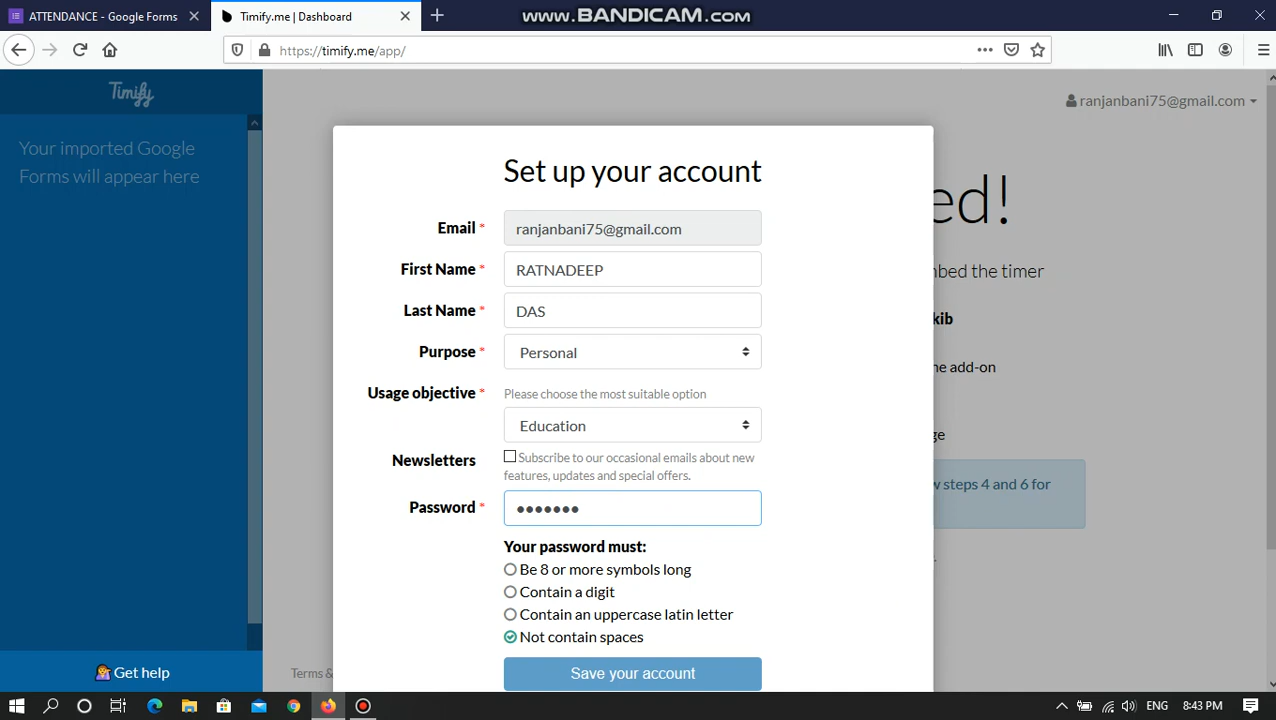 ATTENDANCE - Google Forms
Timify.me | Dashboard
www.BANDICAM.com
https://timify.me/app/
Timify
Your imported Google
Forms will appear here
ranjanbani75@gmail.com
ed!
bed the timer
kib
he add-on
ge
w steps 4 and 6 for
Set up your account
Email * ranjanbani75@gmail.com
First Name * RATNADEEP
Last Name * DAS
Purpose * Personal
Usage objective * Please choose the most suitable option
Education
Newsletters Subscribe to our occasional emails about new
features, updates and special offers.
Password * •••••••
Your password must:
Be 8 or more symbols long
Contain a digit
Contain an uppercase latin letter
Not contain spaces
Save your account
Get help
Terms &
ENG 8:43 PM